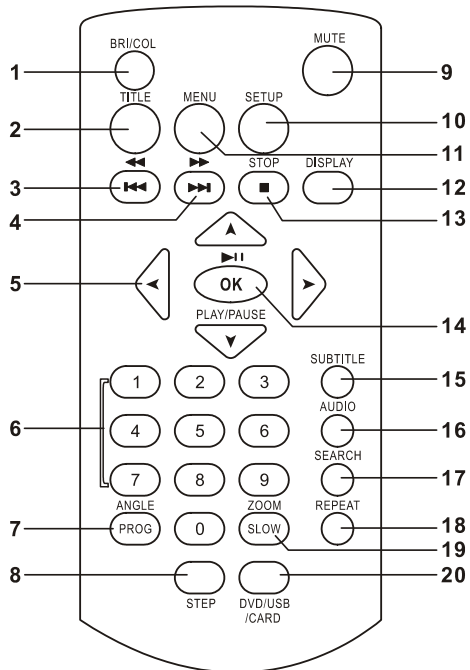 BRI/COL MUTE
1 9
TITLE MENU SETUP
2 10
11
STOP DISPLAY
3 12
4 13
5 OK 14
PLAY/PAUSE
SUBTITLE
1 2 3 15
AUDIO
6 4 5 6 16
SEARCH
7 8 9 17
ANGLE ZOOM REPEAT
7 PROG 0 SLOW 18
19
8 20
STEP DVD/USB
/CARD